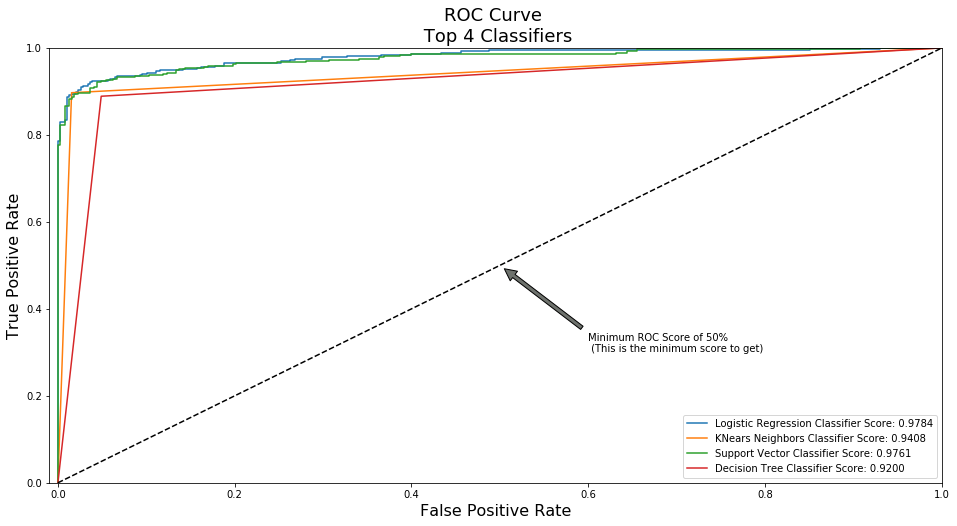 ROC Curve
Top 4 Classifiers
True Positive Rate
1.0
0.8
0.6
0.4
0.2
0.0
Minimum ROC Score of 50%
(This is the minimum score to get)
Logistic Regression Classifier Score: 0.9784
KNears Neighbors Classifier Score: 0.9408
Support Vector Classifier Score: 0.9761
Decision Tree Classifier Score: 0.9200
0.0 0.2 0.4 0.6 0.8 1.0
False Positive Rate